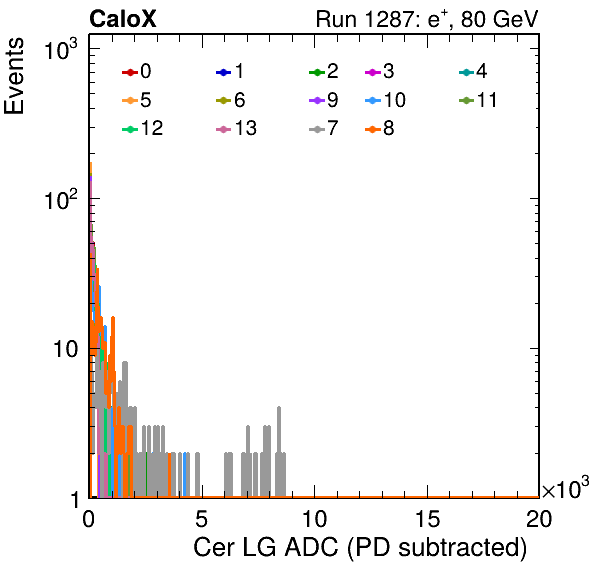 CaloX Run 1287: e+, 80 GeV
Events
10³
10²
10
1
0 1 2 3 4
5 6 9 10 11
12 13 7 8
0 5 10 15 20
×10³
Cer LG ADC (PD subtracted)